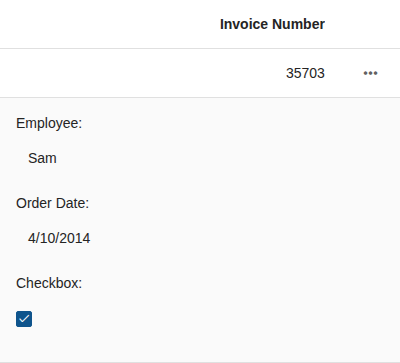 Invoice Number
35703
Employee:
Sam
Order Date:
4/10/2014
Checkbox: